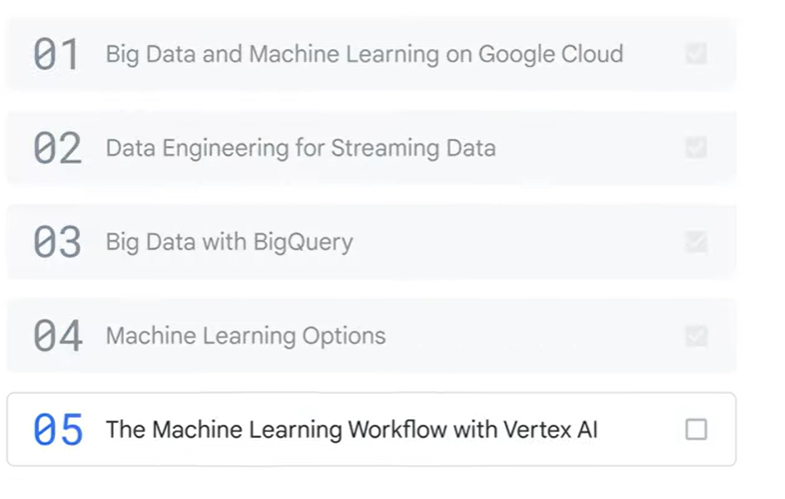 01 Big Data and Machine Learning on Google Cloud
02 Data Engineering for Streaming Data
03 Big Data with BigQuery
04 Machine Learning Options
05 The Machine Learning Workflow with Vertex AI